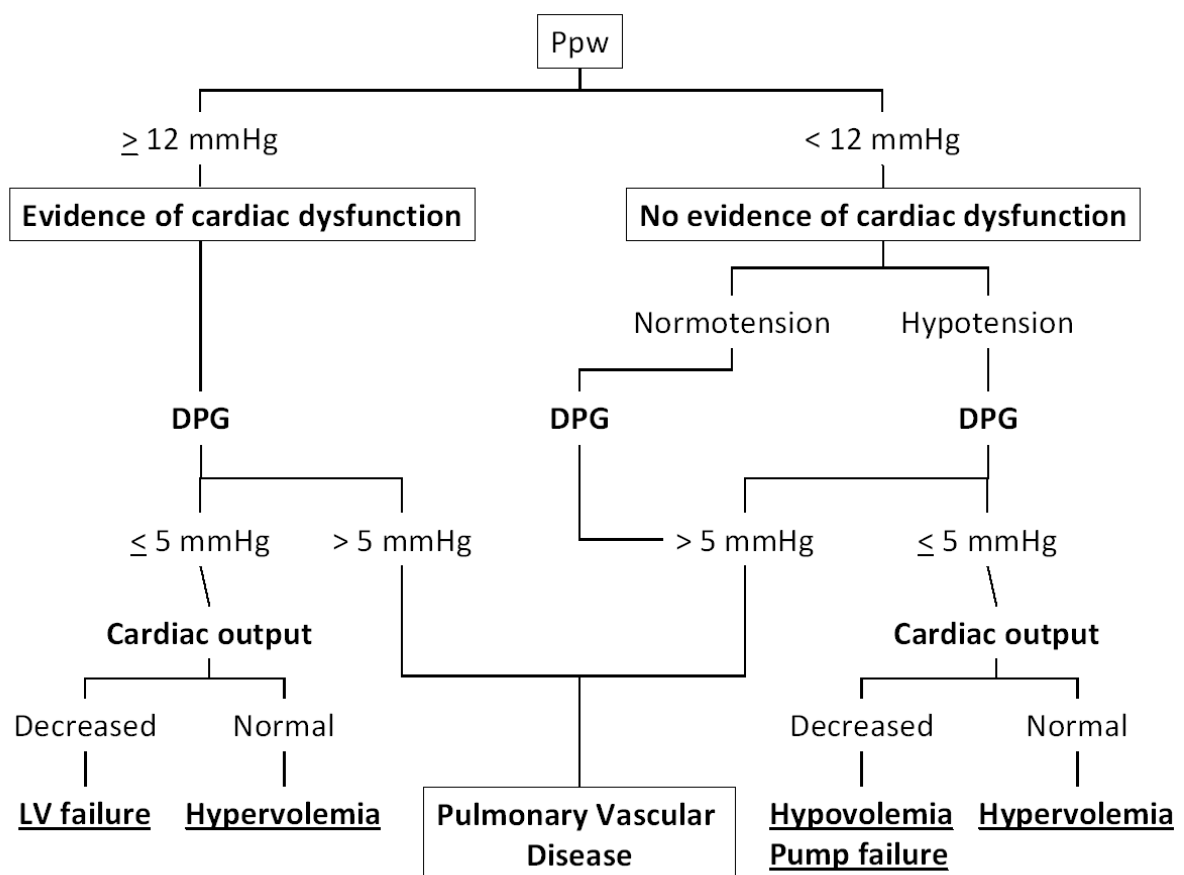 Ppw
≥ 12 mmHg
< 12 mmHg
Evidence of cardiac dysfunction
No evidence of cardiac dysfunction
Normotension
Hypotension
DPG
DPG
DPG
≤ 5 mmHg
> 5 mmHg
> 5 mmHg
≤ 5 mmHg
Cardiac output
Cardiac output
Decreased
Normal
Decreased
Normal
LV failure
Hypervolemia
Pulmonary Vascular
Disease
Hypovolemia
Pump failure
Hypervolemia